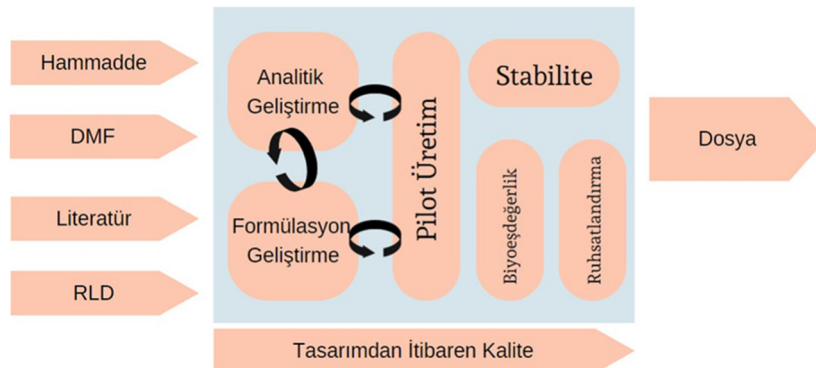 Hammadde
DMF
Literatür
RLD
Analitik
Geliştirme
Formülasyon
Geliştirme
Pilot Üretim
Stabilite
Biyoeşdeğerlik
Ruhsatlandırma
Dosya
Tasarımdan İtibaren Kalite